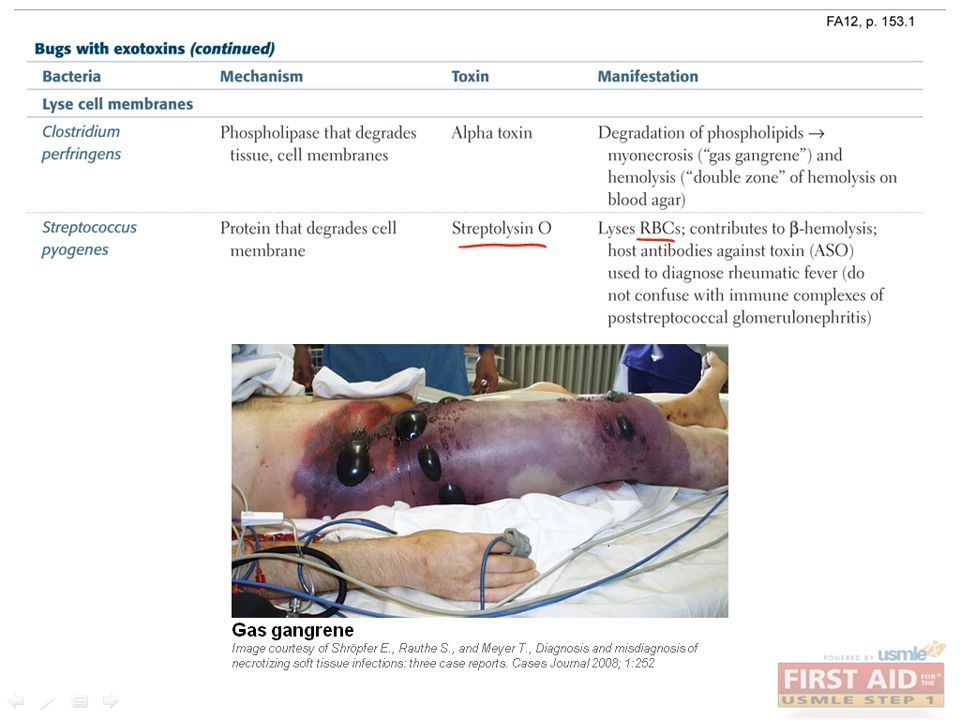 FA12, p. 153.1
Bugs with exotoxins (continued)
Bacteria Mechanism Toxin Manifestation
Lyse cell membranes
Clostridium Phospholipase that degrades Alpha toxin Degradation of phospholipids →
perfringens tissue, cell membranes myonecrosis (“gas gangrene”) and
hemolysis (“double zone” of hemolysis on
blood agar)
Streptococcus Protein that degrades cell Streptolysin O Lyses RBCs; contributes to β-hemolysis;
pyogenes membrane host antibodies against toxin (ASO)
used to diagnose rheumatic fever (do
not confuse with immune complexes of
poststreptococcal glomerulonephritis)
Gas gangrene
Image courtesy of Shröpfer E., Rauthe S., and Meyer T., Diagnosis and misdiagnosis of
necrotizing soft tissue infections: three case reports. Cases Journal 2008; 1:252
POWERED BY usmle
FIRST AID FOR THE
USMLE STEP 1